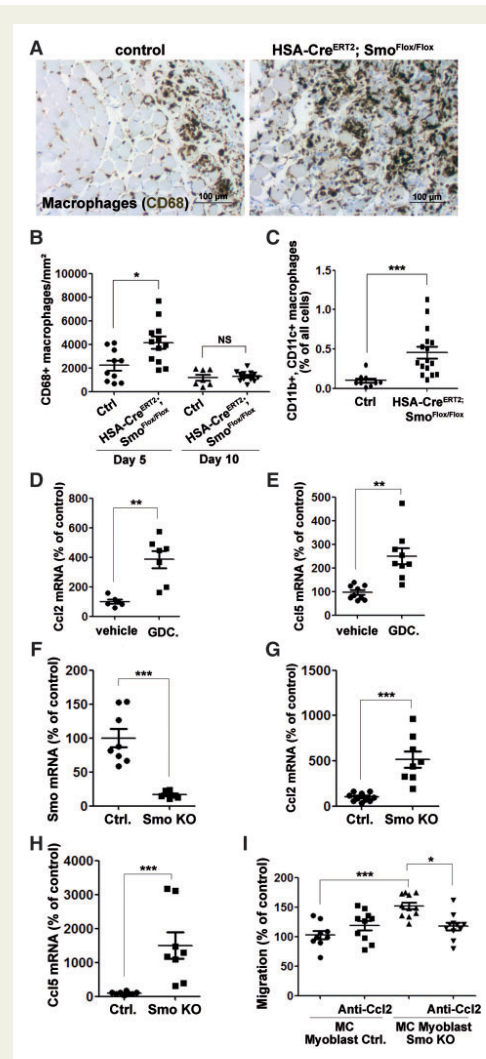 A
control
HSA-CreERT2; SmoFlox/Flox
Macrophages (CD68)
100 µm
100 µm
B
CD68+ macrophages/mm²
10000
8000
6000
4000
2000
0
*
NS
Ctrl
HSA-CreERT2;
SmoFlox/Flox
Ctrl
HSA-CreERT2;
SmoFlox/Flox
Day 5
Day 10
C
CD11b+, CD11c+ macrophages
(% of all cells)
1.5
1.0
0.5
0.0
***
Ctrl
HSA-CreERT2;
SmoFlox/Flox
D
Ccl2 mRNA (% of control)
800
600
400
200
0
**
vehicle
GDC.
E
Ccl5 mRNA (% of control)
500
400
300
200
100
0
**
vehicle
GDC.
F
Smo mRNA (% of control)
200
150
100
50
0
***
Ctrl.
Smo KO
G
Ccl2 mRNA (% of control)
1500
1000
500
0
***
Ctrl.
Smo KO
H
Ccl5 mRNA (% of control)
4000
3000
2000
1000
0
***
Ctrl.
Smo KO
I
Migration (% of control)
200
150
100
50
0
***
*
Anti-Ccl2
Anti-Ccl2
MC
Myoblast Ctrl.
MC Myoblast
Smo KO